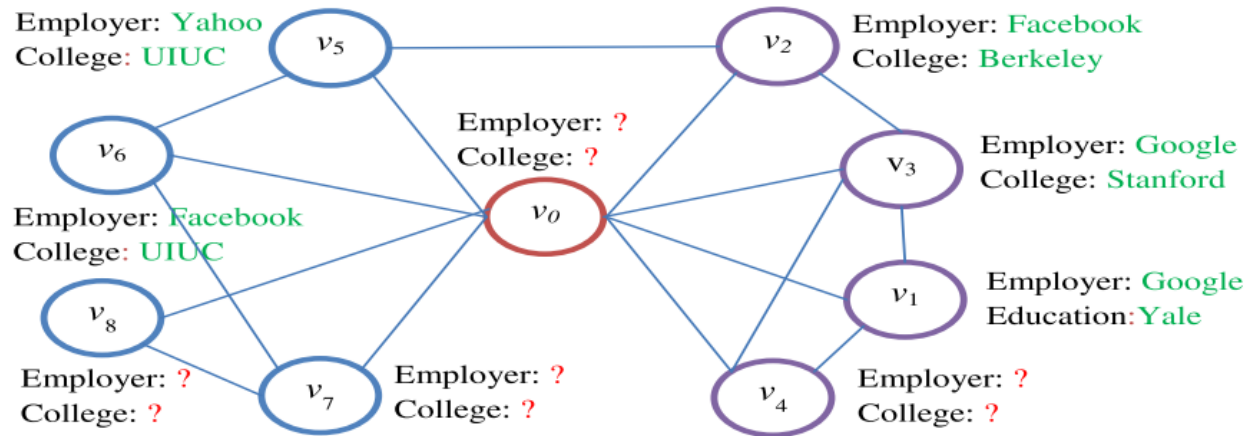 Employer: Yahoo
College: UIUC
v5
v2
Employer: Facebook
College: Berkeley
v6
Employer: ?
College: ?
v3
Employer: Google
College: Stanford
Employer: Facebook
College: UIUC
v0
v8
v1
Employer: Google
Education:Yale
Employer: ?
College: ?
v7
Employer: ?
College: ?
v4
Employer: ?
College: ?